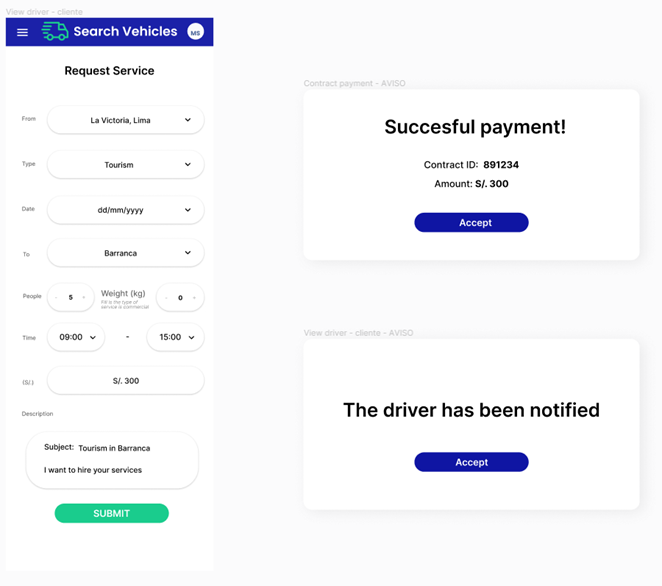 View driver - cliente
Search Vehicles
MS
Request Service
From
La Victoria, Lima
Type
Tourism
Date
dd/mm/yyyy
To
Barranca
People
- 5 +
Weight (kg)
Fill is the type of
service is commercial
- 0 +
Time
09:00 - 15:00
(S/.)
S/. 300
Description
Subject: Tourism in Barranca
I want to hire your services
SUBMIT
Contract payment - AVISO
Succesful payment!
Contract ID: 891234
Amount: S/. 300
Accept
View driver - cliente - AVISO
The driver has been notified
Accept